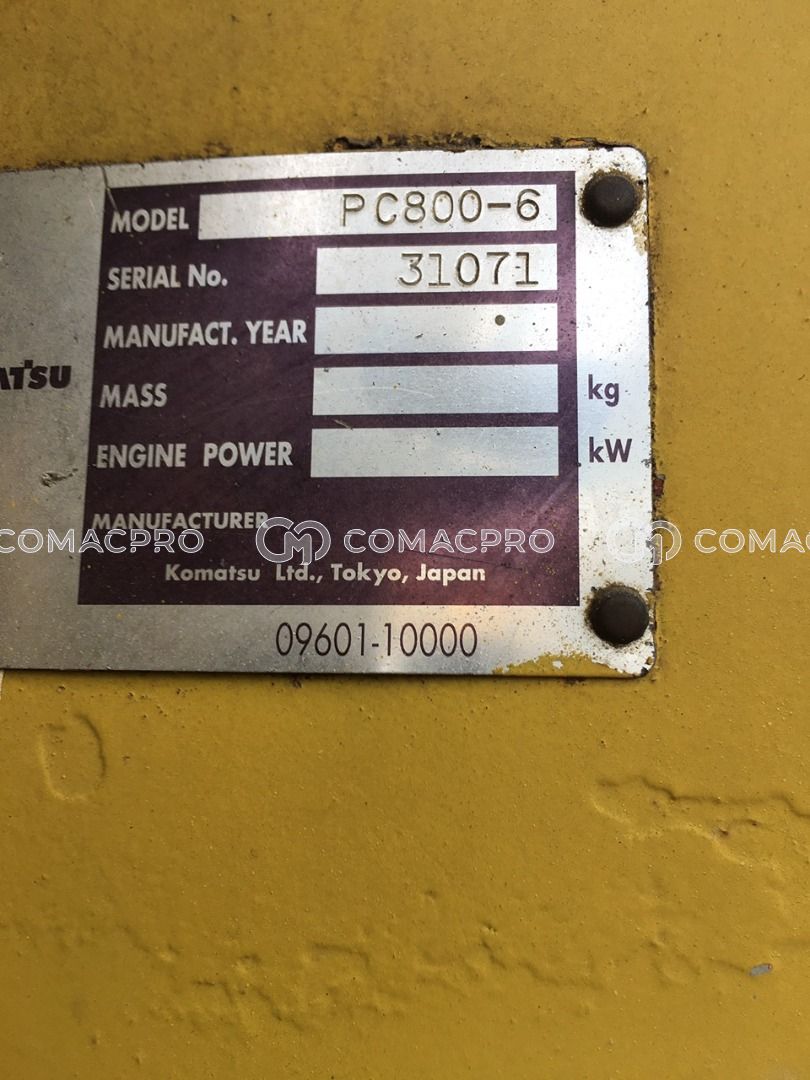 MODEL PC800-6
SERIAL No. 31071
MANUFACT. YEAR
ATSU
MASS kg
ENGINE POWER kW
MANUFACTURER
COMACPRO COMACPRO COMAC
Komatsu Ltd., Tokyo, Japan
09601-10000